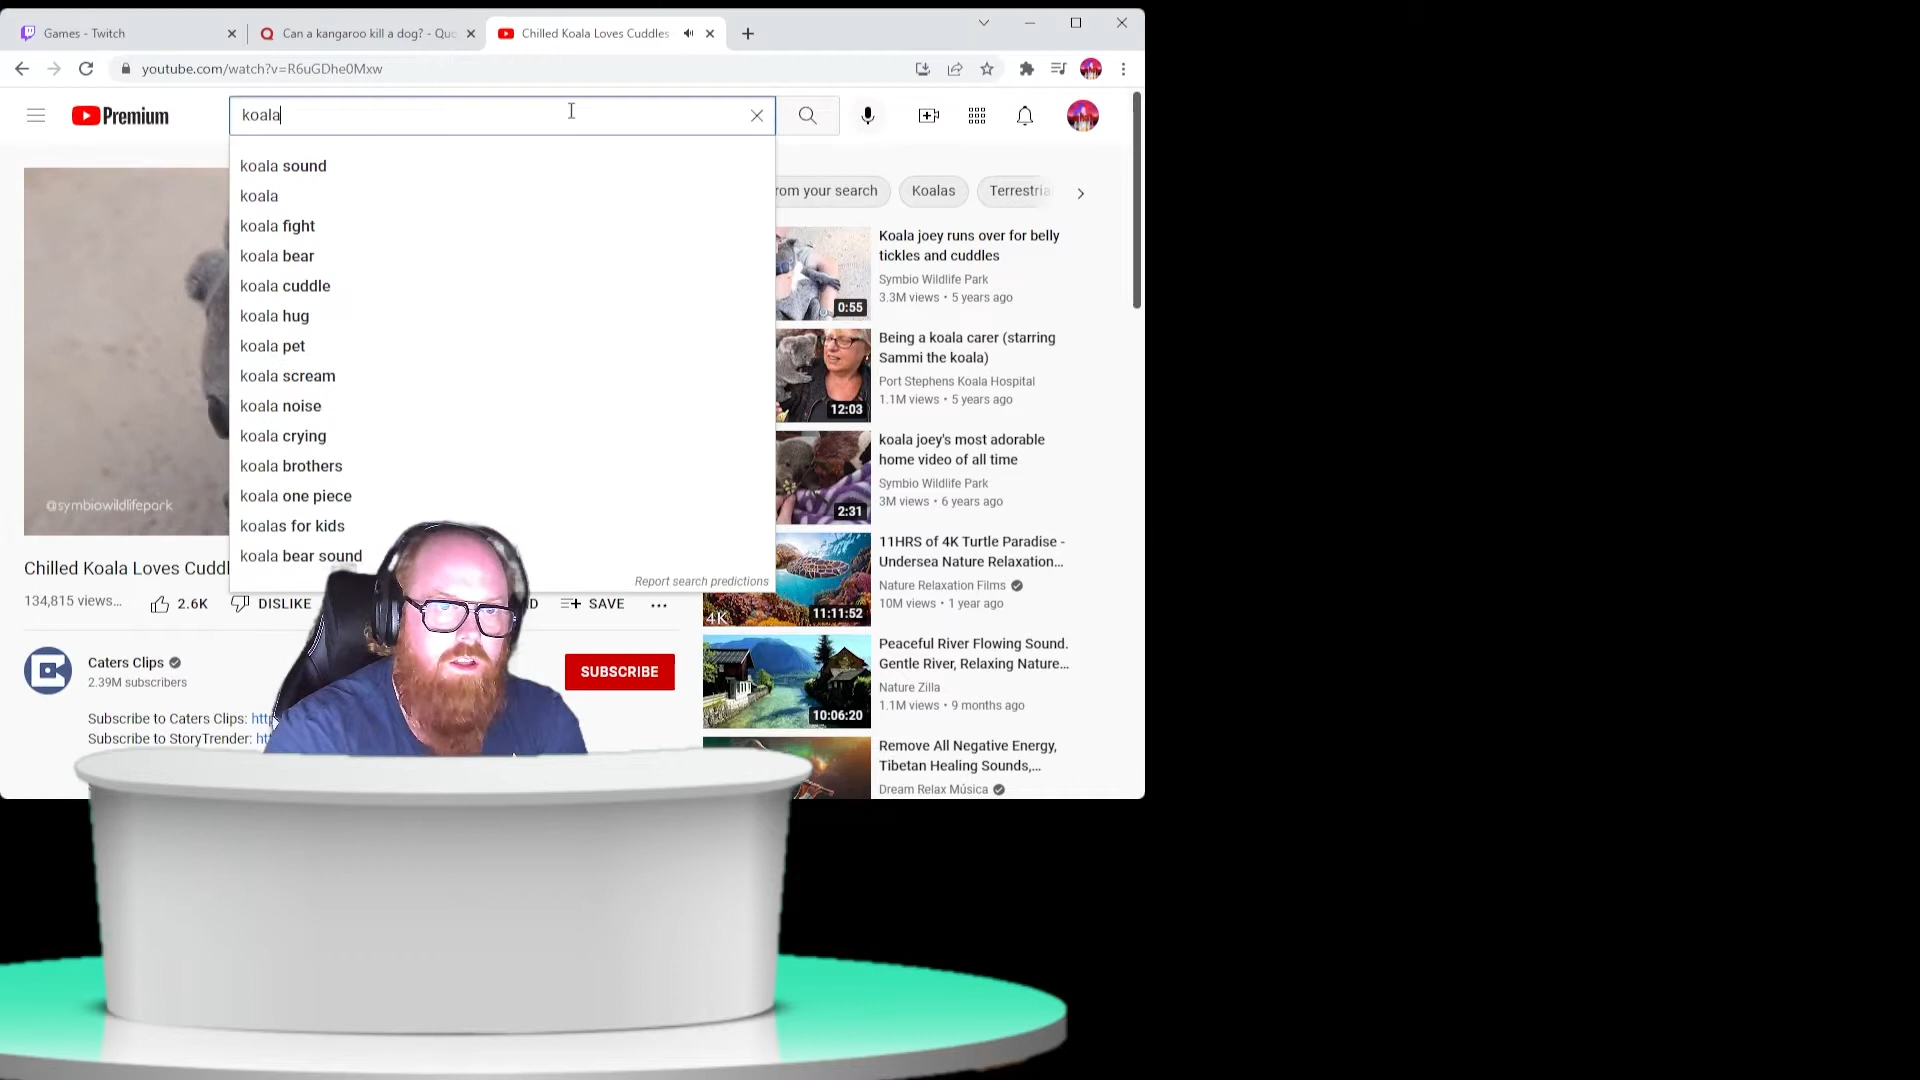 Games - Twitch
Can a kangaroo kill a dog? - Quo
Chilled Koala Loves Cuddles
youtube.com/watch?v=R6uGDhe0Mxw
Premium
koala
koala sound
koala
koala fight
koala bear
koala cuddle
koala hug
koala pet
koala scream
koala noise
koala crying
koala brothers
koala one piece
koalas for kids
koala bear sound
Report search predictions
@symbiowildlifepark
Chilled Koala Loves Cuddl
134,815 views...
2.6K
DISLIKE
D
SAVE
Caters Clips
2.39M subscribers
SUBSCRIBE
Subscribe to Caters Clips: http
Subscribe to StoryTrender: ht
rom your search
Koalas
Terrestria
Koala joey runs over for belly
tickles and cuddles
Symbio Wildlife Park
3.3M views • 5 years ago
0:55
Being a koala carer (starring
Sammi the koala)
Port Stephens Koala Hospital
1.1M views • 5 years ago
12:03
koala joey's most adorable
home video of all time
Symbio Wildlife Park
3M views • 6 years ago
2:31
11HRS of 4K Turtle Paradise -
Undersea Nature Relaxation...
Nature Relaxation Films
10M views • 1 year ago
4K
11:11:52
Peaceful River Flowing Sound.
Gentle River, Relaxing Nature...
Nature Zilla
1.1M views • 9 months ago
10:06:20
Remove All Negative Energy,
Tibetan Healing Sounds,...
Dream Relax Música